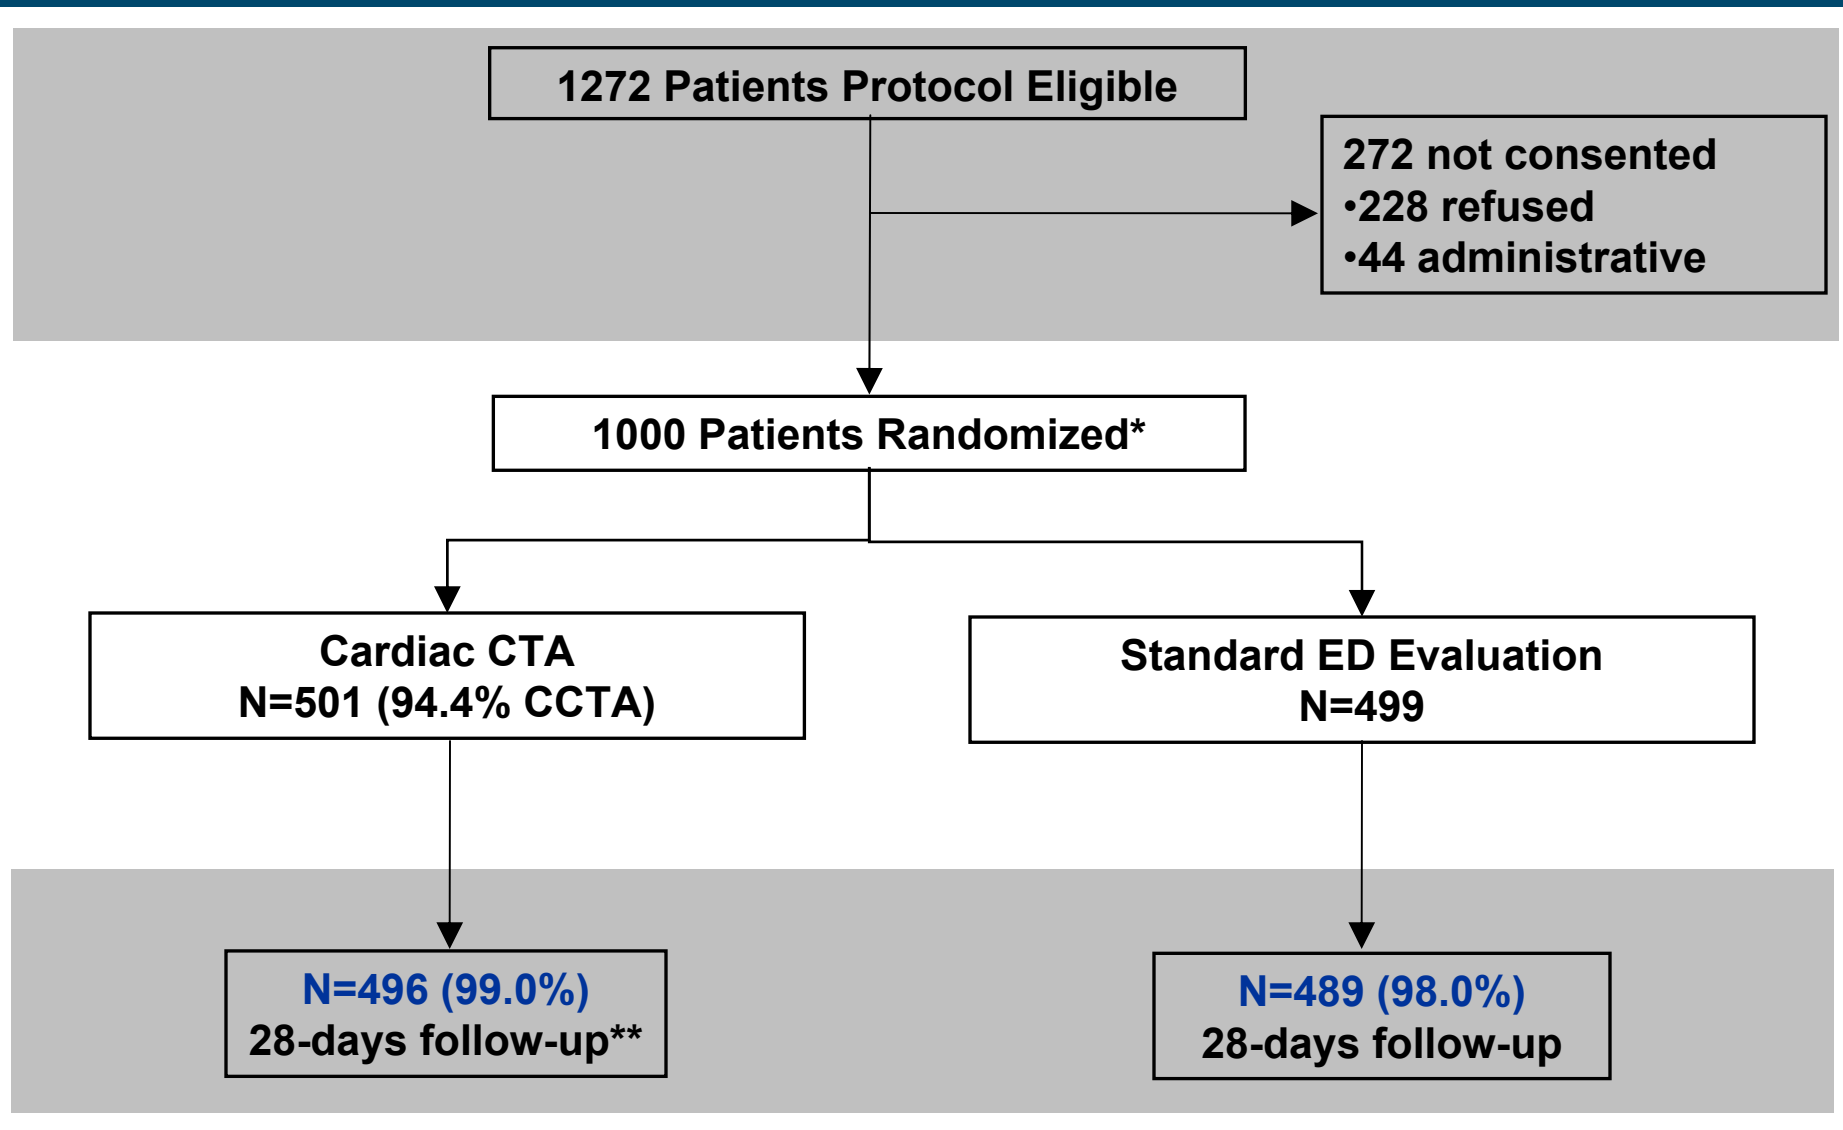 1272 Patients Protocol Eligible
272 not consented
•228 refused
•44 administrative
1000 Patients Randomized*
Cardiac CTA
N=501 (94.4% CCTA)
Standard ED Evaluation
N=499
N=496 (99.0%)
28-days follow-up**
N=489 (98.0%)
28-days follow-up